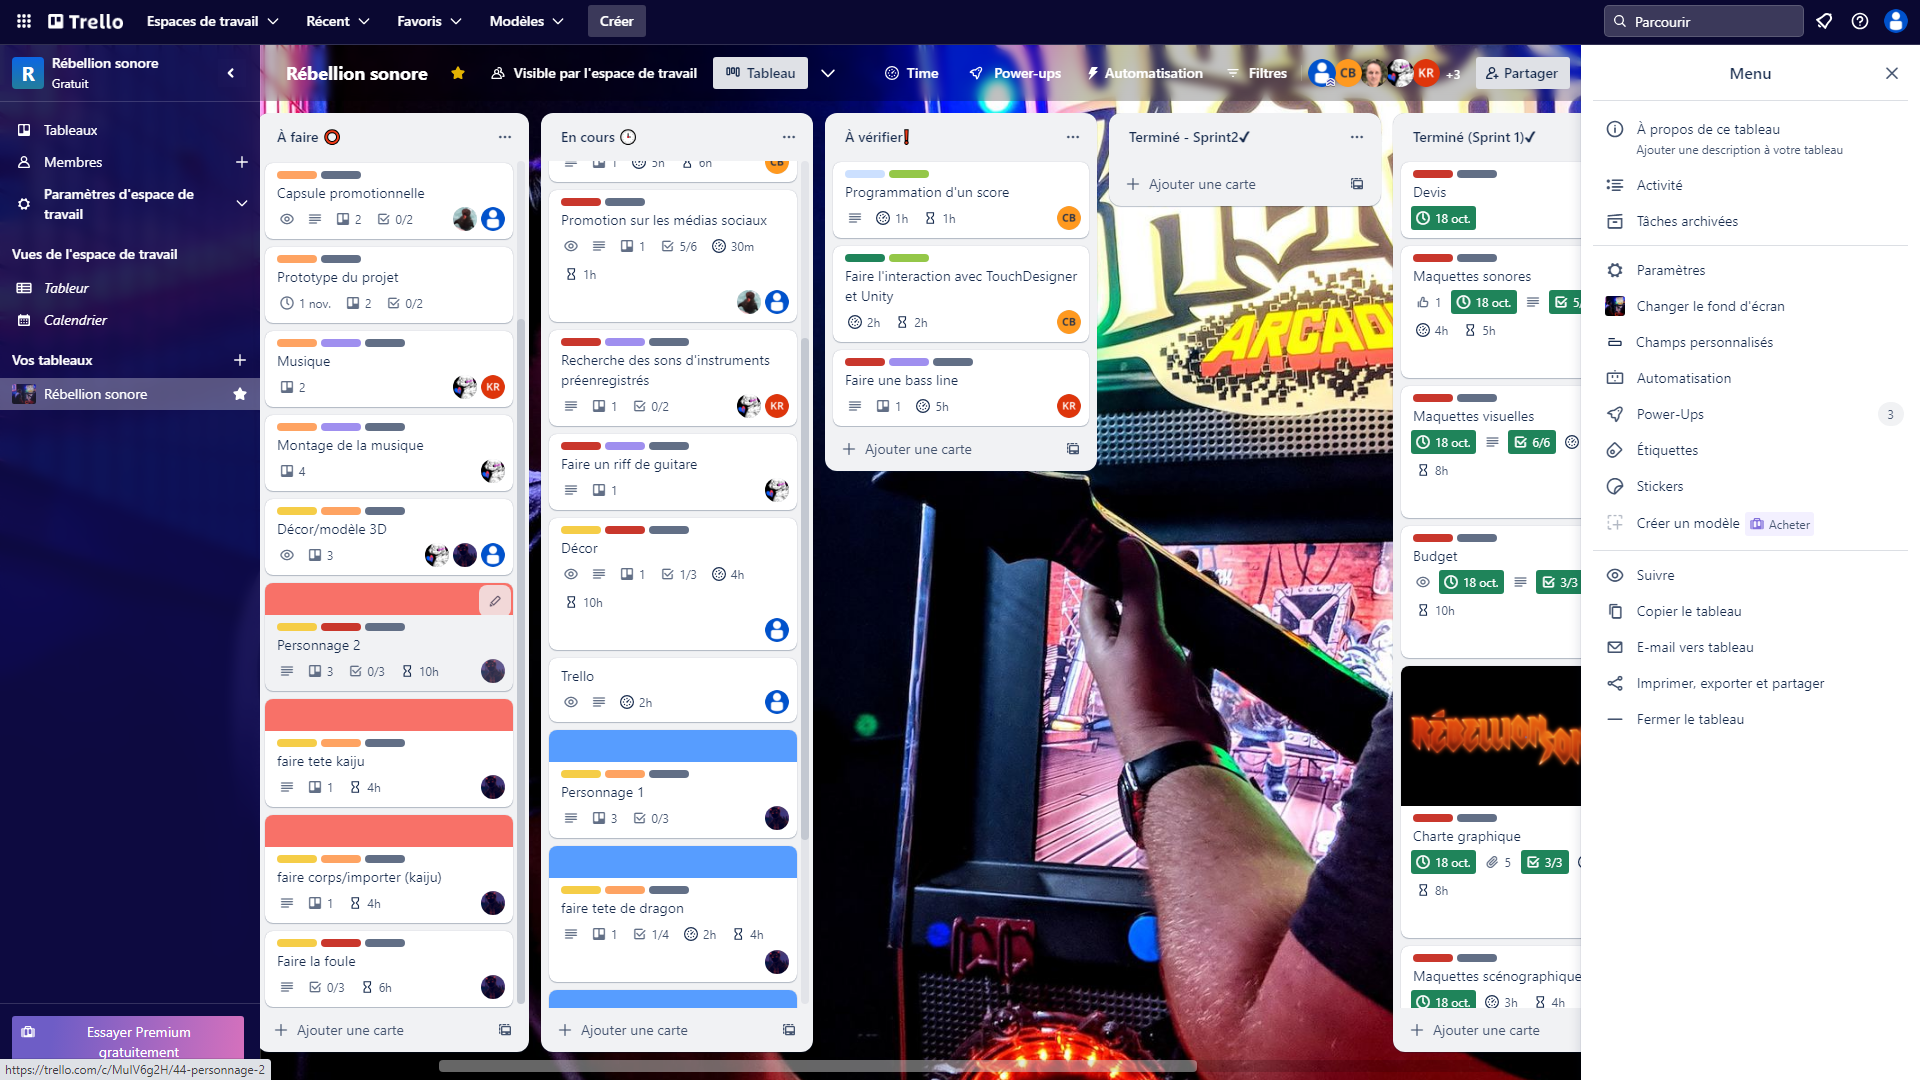 Trello
Espaces de travail
Récent
Favoris
Modèles
Créer
Parcourir
R
Rébellion sonore
Gratuit
Tableaux
Membres
Paramètres d'espace de
travail
Vues de l'espace de travail
Tableur
Calendrier
Vos tableaux
Rébellion sonore
Essayer Premium
gratuitement
https://trello.com/c/MulV6g2H/44-personnage-2
Rébellion sonore
Visible par l'espace de travail
Tableau
Time
Power-ups
Automatisation
Filtres
CB
KR
+3
Partager
À faire
Capsule promotionnelle
2
0/2
Prototype du projet
1 nov.
2
0/2
Musique
2
KR
Montage de la musique
4
Décor/modèle 3D
3
Personnage 2
3
0/3
10h
faire tete kaiju
1
4h
faire corps/importer (kaiju)
1
4h
Faire la foule
0/3
6h
Ajouter une carte
En cours
1
5h
6h
CB
Promotion sur les médias sociaux
1
5/6
30m
1h
Recherche des sons d'instruments
préenregistrés
1
0/2
KR
Faire un riff de guitare
1
Décor
1
1/3
4h
10h
Trello
2h
Personnage 1
3
0/3
faire tete de dragon
1
1/4
2h
4h
Ajouter une carte
À vérifier❗
Programmation d'un score
1h
1h
CB
Faire l'interaction avec TouchDesigner
et Unity
2h
2h
CB
Faire une bass line
1
5h
KR
Ajouter une carte
Terminé - Sprint2✓
Ajouter une carte
ARCAD
Terminé (Sprint 1)✓
Devis
18 oct.
Maquettes sonores
1
18 oct.
5/
4h
5h
Maquettes visuelles
18 oct.
6/6
8h
Budget
18 oct.
3/3
10h
RÉBELLION SON
Charte graphique
18 oct.
5
3/3
8h
Maquettes scénographique
18 oct.
3h
4h
Ajouter une carte
Menu
À propos de ce tableau
Ajouter une description à votre tableau
Activité
Tâches archivées
Paramètres
Changer le fond d'écran
Champs personnalisés
Automatisation
Power-Ups
3
Étiquettes
Stickers
Créer un modèle
Acheter
Suivre
Copier le tableau
E-mail vers tableau
Imprimer, exporter et partager
Fermer le tableau